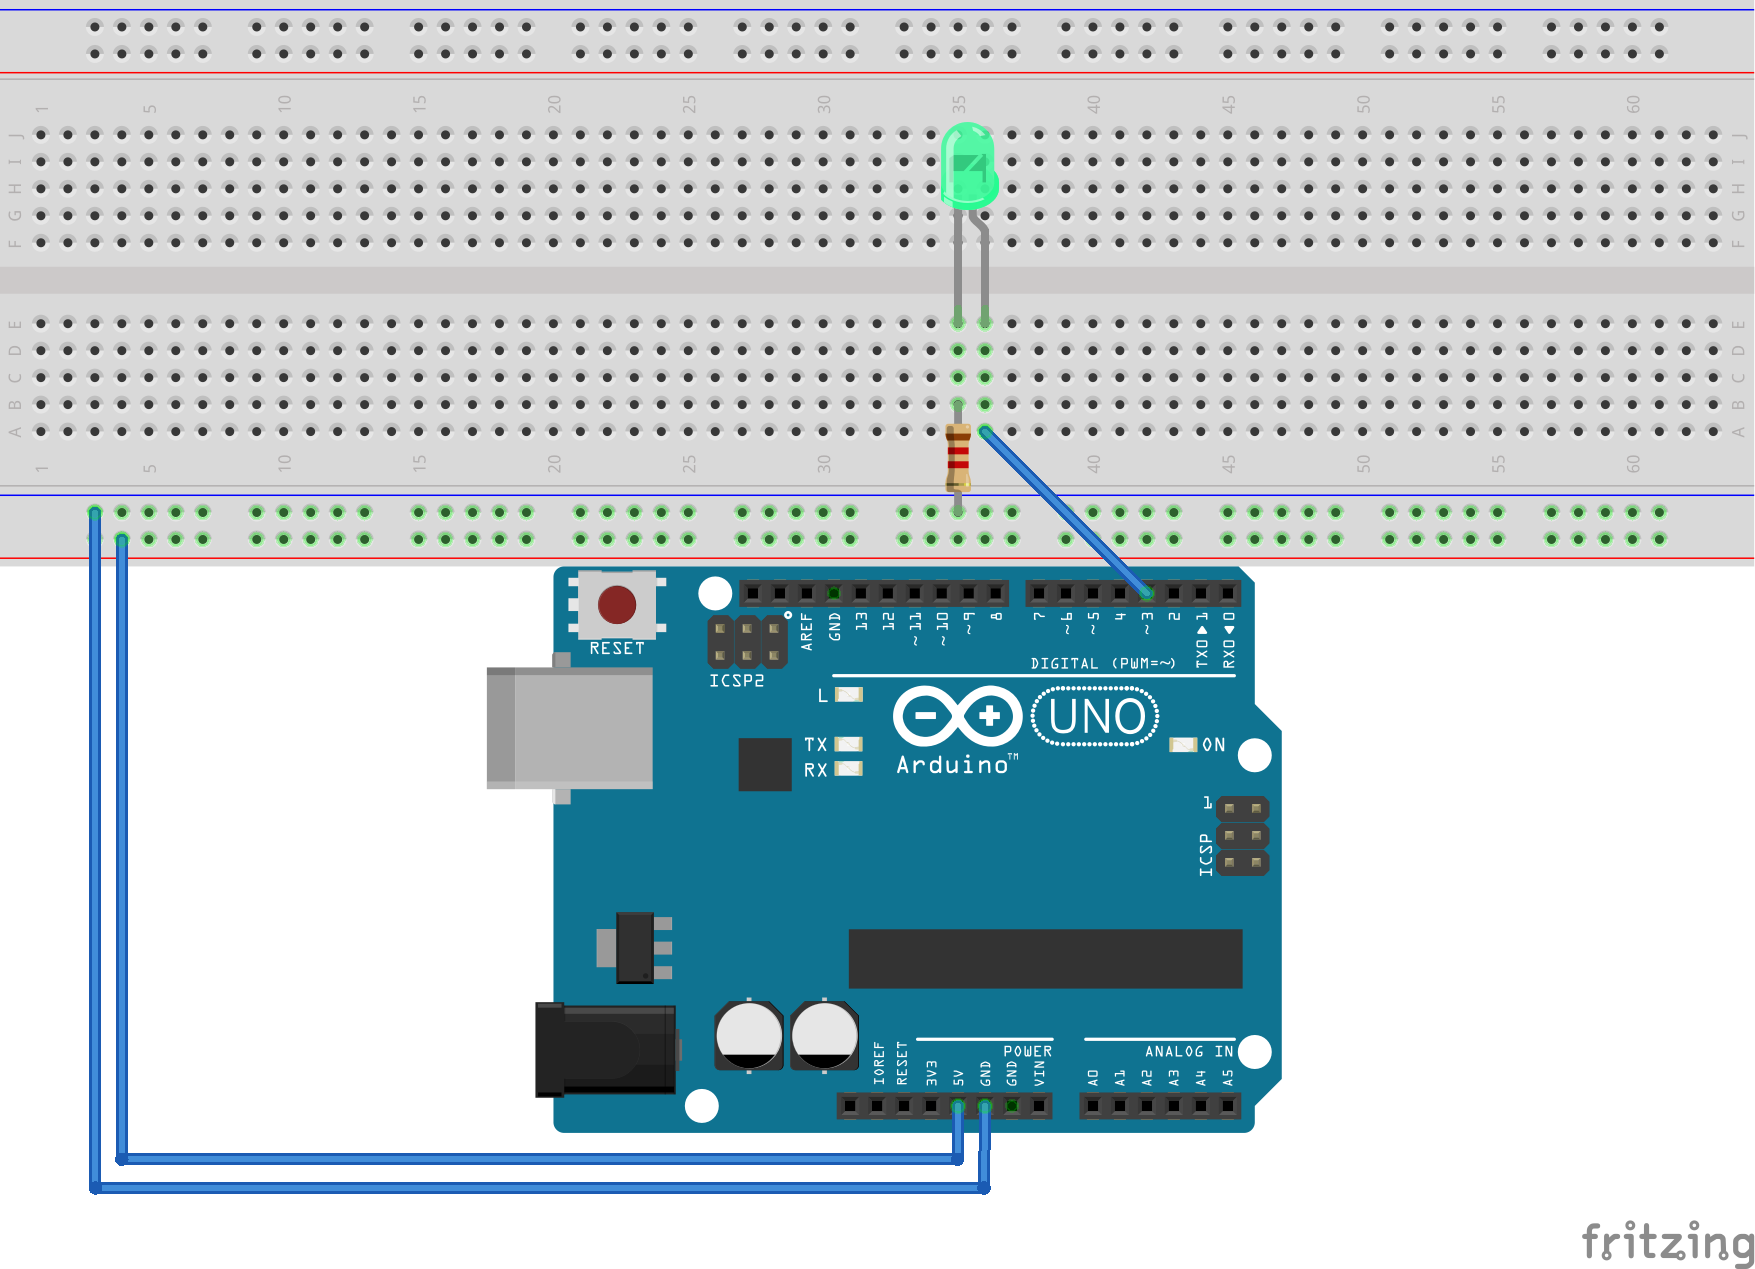 1 5 10 15 20 25 30 35 40 45 50 55 60
J J
I I
H H
G G
F F
E E
D D
C C
B B
A A
1 5 10 15 20 25 30 40 45 50 55 60
RESET
ICSP2
AREF GND 13 12 ~11 ~10 ~9 8 7 ~6 ~5 4 ~3 2 TX0▶1 RX0◀0
DIGITAL (PWM=~)
L
TX
RX
UNO
Arduino™
ON
1
ICSP
POWER
ANALOG IN
IOREF RESET 3V3 5V GND GND VIN A0 A1 A2 A3 A4 A5
fritzing